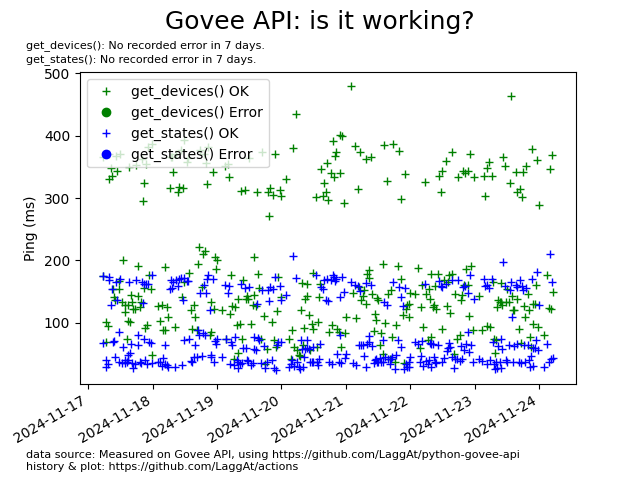 Govee API: is it working?
get_devices(): No recorded error in 7 days.
get_states(): No recorded error in 7 days.
get_devices() OK
get_devices() Error
get_states() OK
get_states() Error
Ping (ms)
500
400
300
200
100
2024-11-17
2024-11-18
2024-11-19
2024-11-20
2024-11-21
2024-11-22
2024-11-23
2024-11-24
data source: Measured on Govee API, using https://github.com/LaggAt/python-govee-api
history & plot: https://github.com/LaggAt/actions